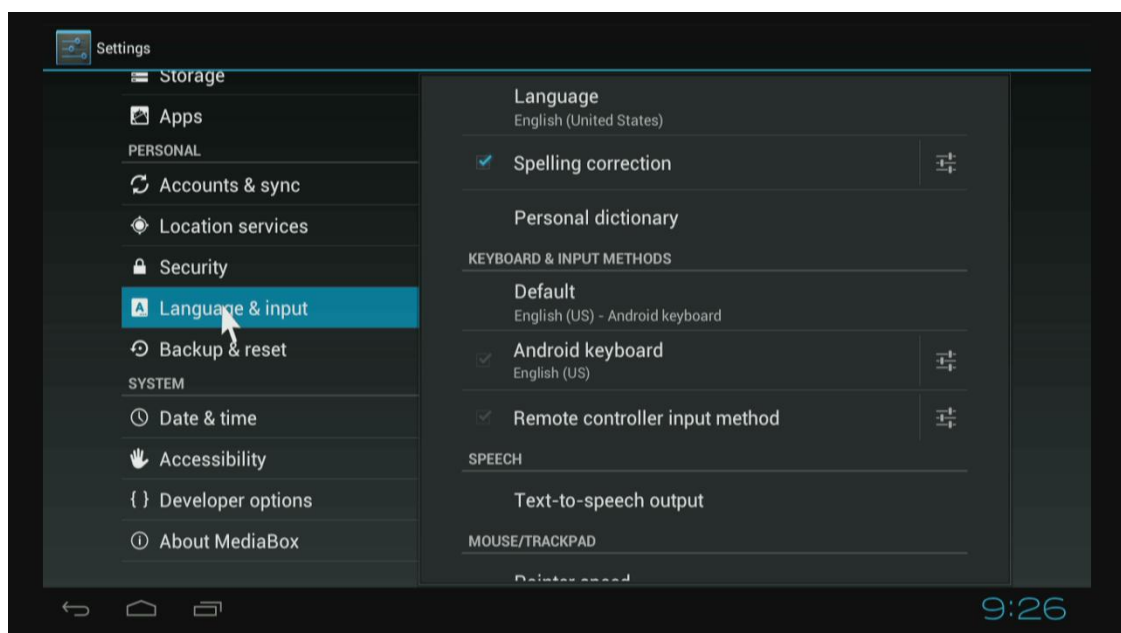 Settings
Storage
Apps
PERSONAL
Accounts & sync
Location services
Security
Language & input
Backup & reset
SYSTEM
Date & time
Accessibility
{ } Developer options
About MediaBox
Language
English (United States)
Spelling correction
Personal dictionary
KEYBOARD & INPUT METHODS
Default
English (US) - Android keyboard
Android keyboard
English (US)
Remote controller input method
SPEECH
Text-to-speech output
MOUSE/TRACKPAD
Pointer speed
9:26